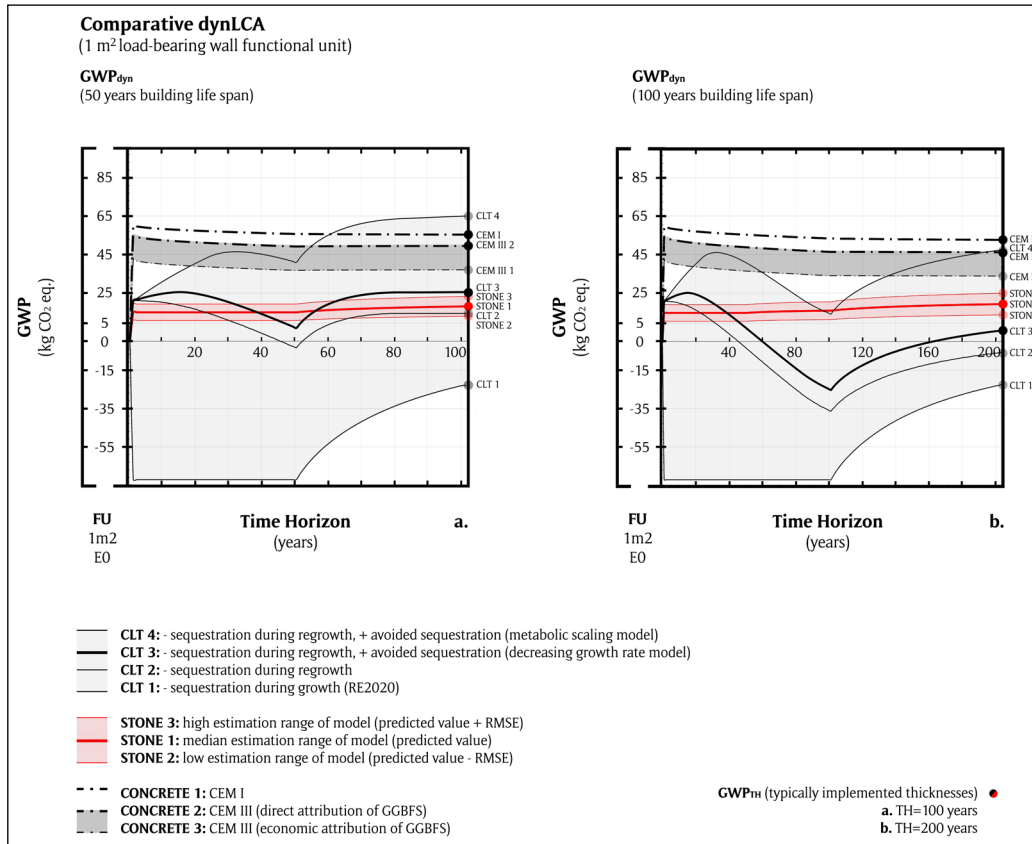 Comparative dynLCA
(1 m² load-bearing wall functional unit)
GWPdyn
(50 years building life span)
85
65
45
25
5
0
-15
-35
-55
GWP
(kg CO2 eq.)
20
40
60
80
100
CLT 4
CEM I
CEM III 2
CEM III 1
CLT 3
STONE 3
STONE 1
CLT 2
STONE 2
CLT 1
FU
1m2
E0
Time Horizon
(years)
a.
GWPdyn
(100 years building life span)
85
65
45
25
5
0
-15
-35
-55
GWP
(kg CO2 eq.)
40
80
120
160
200
CEM
CLT 4
CEM
CEM III
STON
STON
STON
CLT 3
CLT 2
CLT 1
FU
1m2
E0
Time Horizon
(years)
b.
CLT 4: - sequestration during regrowth, + avoided sequestration (metabolic scaling model)
CLT 3: - sequestration during regrowth, + avoided sequestration (decreasing growth rate model)
CLT 2: - sequestration during regrowth
CLT 1: - sequestration during growth (RE2020)
STONE 3: high estimation range of model (predicted value + RMSE)
STONE 1: median estimation range of model (predicted value)
STONE 2: low estimation range of model (predicted value - RMSE)
CONCRETE 1: CEM I
CONCRETE 2: CEM III (direct attribution of GGBFS)
CONCRETE 3: CEM III (economic attribution of GGBFS)
GWPTH (typically implemented thicknesses)
a. TH=100 years
b. TH=200 years